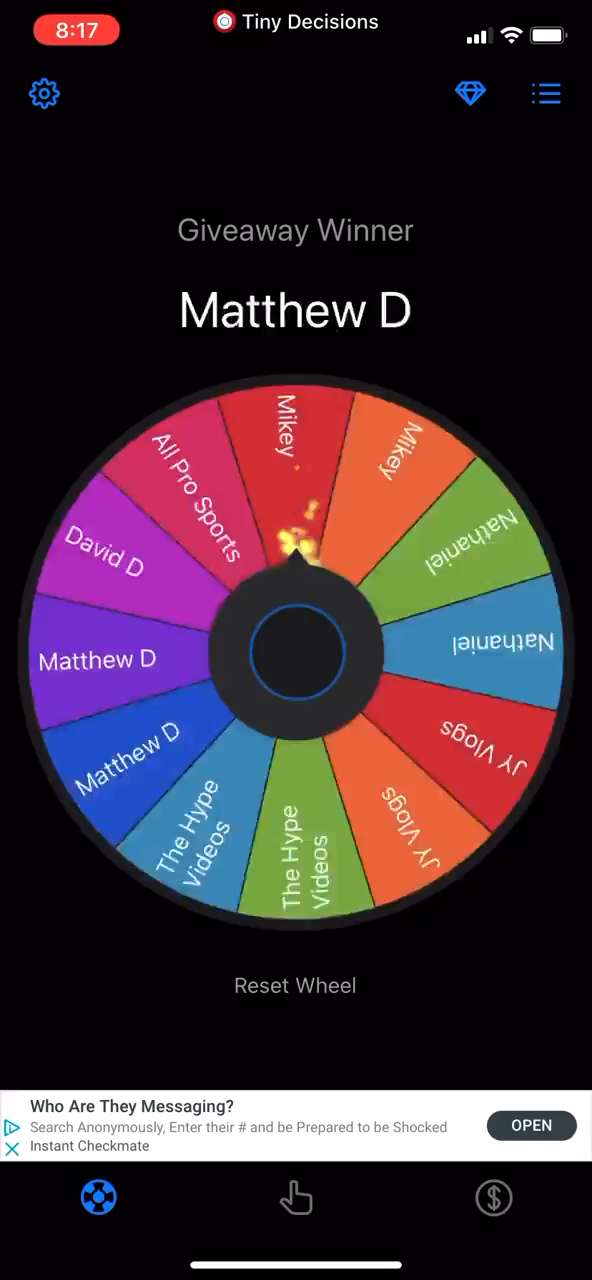 8:17
Tiny Decisions
Giveaway Winner
Matthew D
Mikey
Mikey
Nathaniel
Nathaniel
JY Vlogs
JY Vlogs
The Hype
Videos
The Hype
Videos
Matthew D
Matthew D
David D
All Pro Sports
Reset Wheel
Who Are They Messaging?
Search Anonymously, Enter their # and be Prepared to be Shocked
Instant Checkmate
OPEN